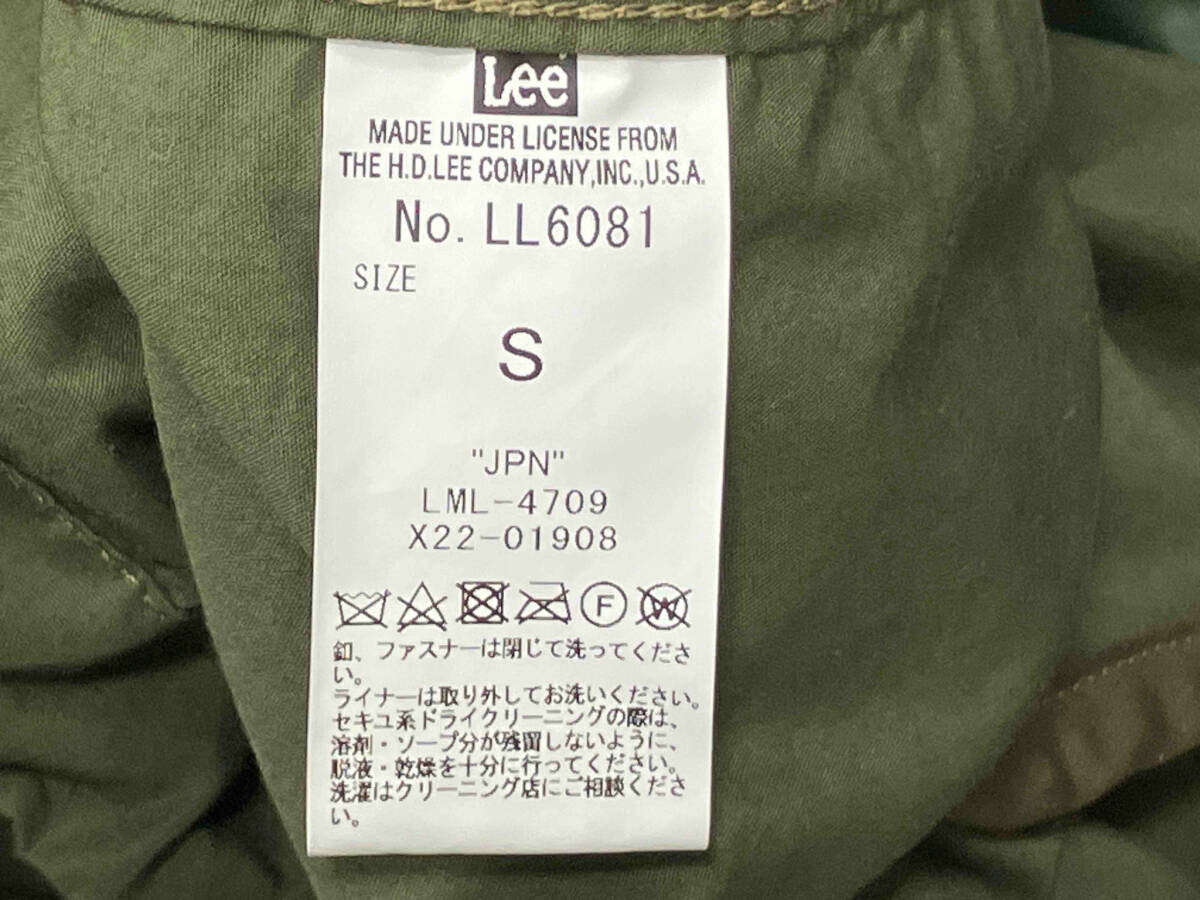 Lee
MADE UNDER LICENSE FROM
THE H.D.LEE COMPANY,INC.,U.S.A.
No. LL6081
SIZE
S
"JPN"
LML-4709
X22-01908
F W
釦、ファスナーは閉じて洗ってくださ
い。
ライナーは取り外してお洗いください。
セキユ系ドライクリーニングの際は、
溶剤・ソープ分が残留しないように、
脱液・乾燥を十分に行ってください。
洗濯はクリーニング店にご相談くださ
い。